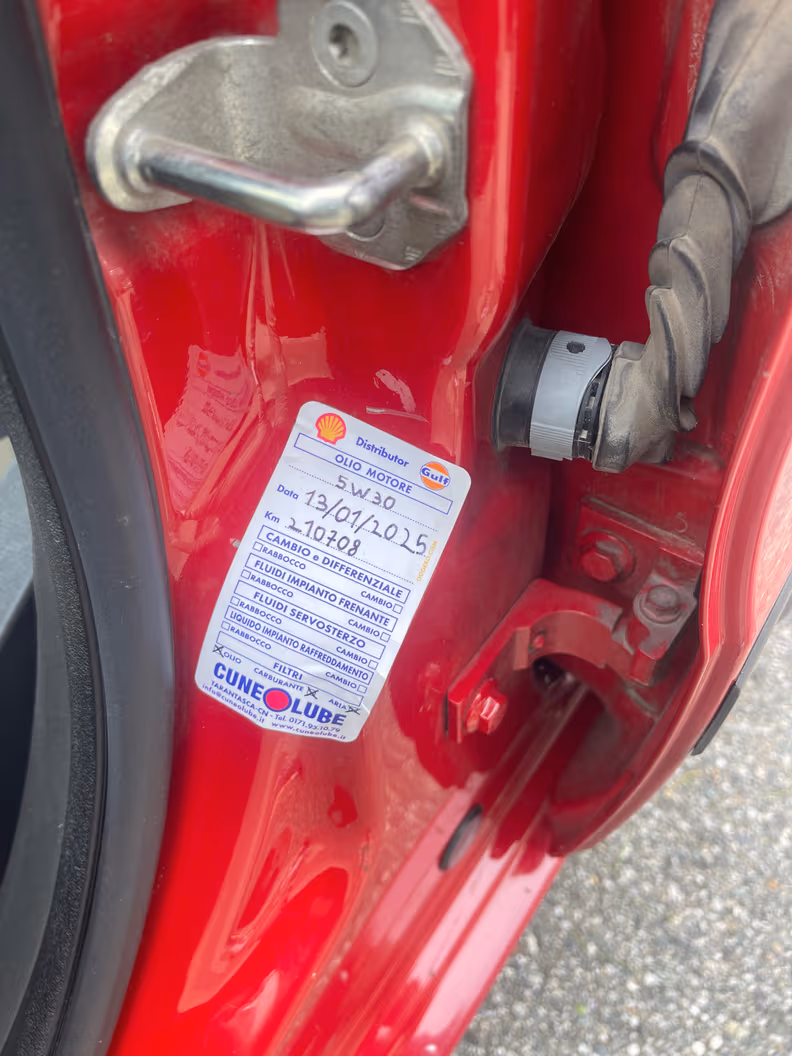 Distributor
Gulf
OLIO MOTORE
5W30
Data 13/01/2025
Km 210708
CAMBIO e DIFFERENZIALE
RABBOCCO CAMBIO
FLUIDI IMPIANTO FRENANTE
RABBOCCO CAMBIO
FLUIDI SERVOSTERZO
RABBOCCO CAMBIO
LIQUIDO IMPIANTO RAFFREDDAMENTO
RABBOCCO CAMBIO
FILTRI
OLIO CARBURANTE ARIA
CUNEOLUBE
TARANTASCA-CN - Tel. 0171.93.10.79
info@cuneolube.it www.cuneolube.it